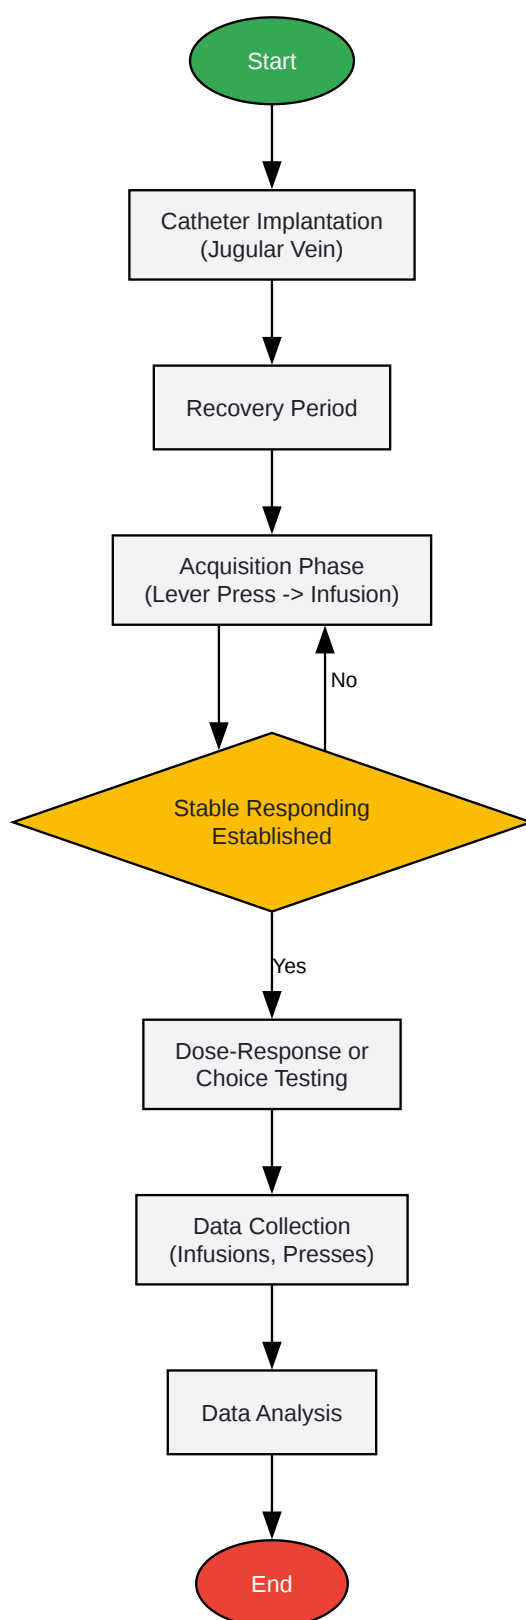 Start
Catheter Implantation
(Jugular Vein)
Recovery Period
Acquisition Phase
(Lever Press -> Infusion)
No
Stable Responding
Established
Yes
Dose-Response or
Choice Testing
Data Collection
(Infusions, Presses)
Data Analysis
End